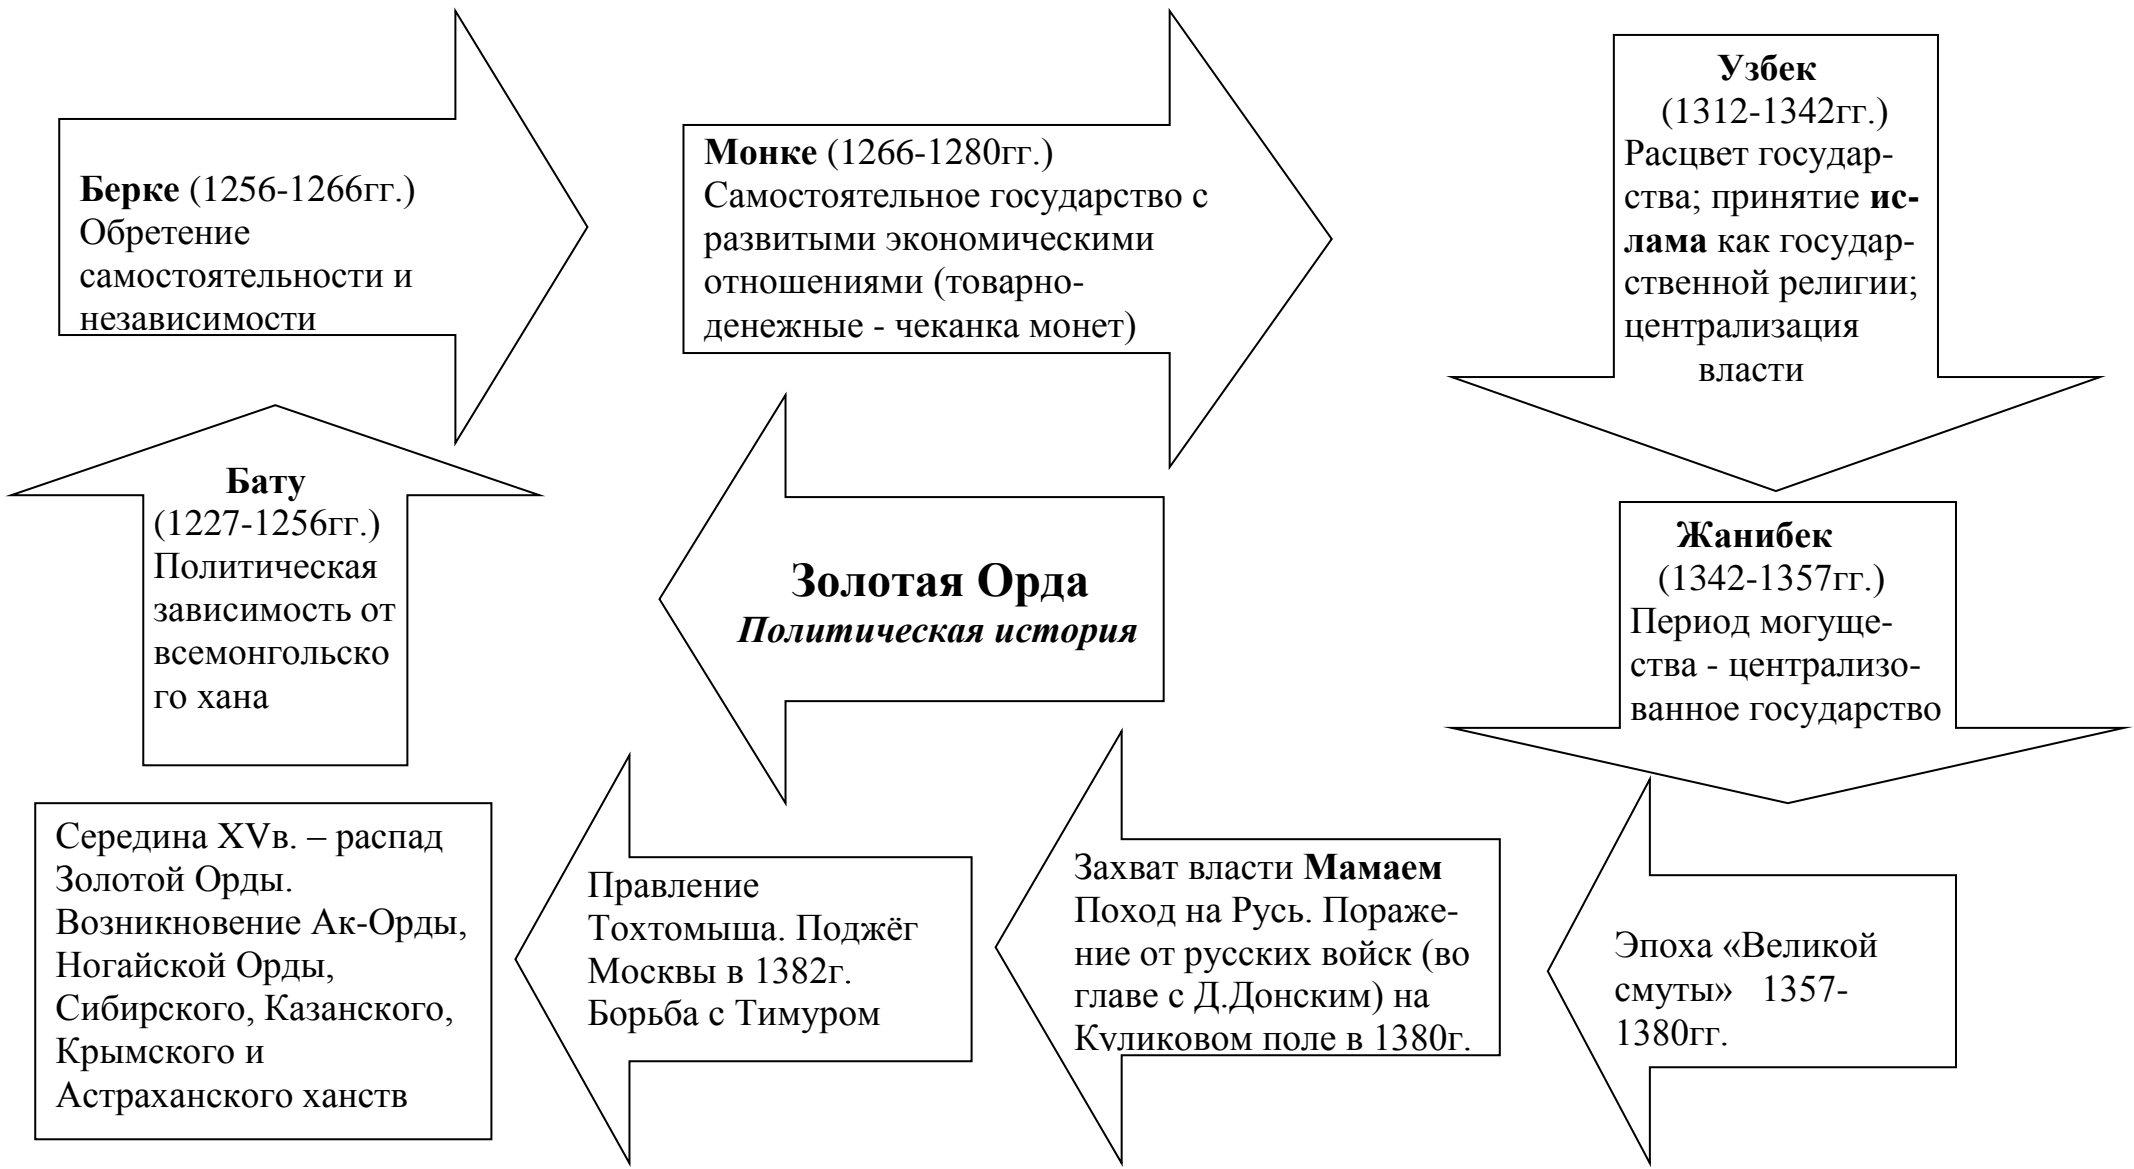 Берке (1256-1266гг.)
Обретение
самостоятельности и
независимости
Монке (1266-1280гг.)
Самостоятельное государство с
развитыми экономическими
отношениями (товарно-
денежные - чеканка монет)
Узбек
(1312-1342гг.)
Расцвет государ-
ства; принятие ис-
лама как государ-
ственной религии;
централизация
власти
Бату
(1227-1256гг.)
Политическая
зависимость от
всемонгольско
го хана
Золотая Орда
Политическая история
Жанибек
(1342-1357гг.)
Период могуще-
ства - централизо-
ванное государство
Середина XVв. – распад
Золотой Орды.
Возникновение Ак-Орды,
Ногайской Орды,
Сибирского, Казанского,
Крымского и
Астраханского ханств
Правление
Тохтомыша. Поджёг
Москвы в 1382г.
Борьба с Тимуром
Захват власти Мамаем
Поход на Русь. Пораже-
ние от русских войск (во
главе с Д.Донским) на
Куликовом поле в 1380г.
Эпоха «Великой
смуты» 1357-
1380гг.